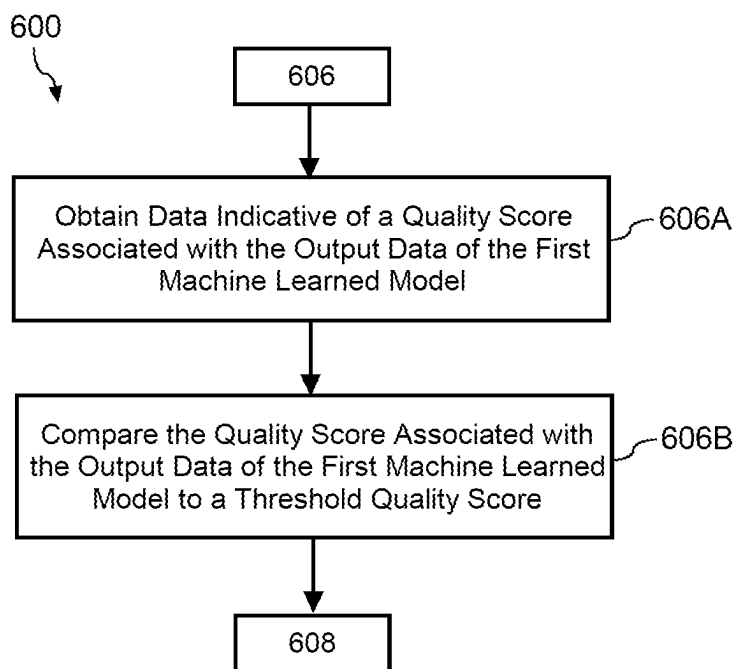 600
606
Obtain Data Indicative of a Quality Score
Associated with the Output Data of the First
Machine Learned Model
606A
Compare the Quality Score Associated with
the Output Data of the First Machine Learned
Model to a Threshold Quality Score
606B
608